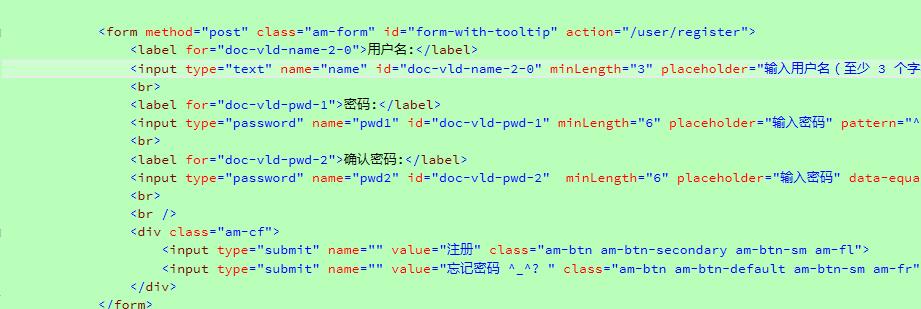 <form method="post" class="am-form" id="form-with-tooltip" action="/user/register">
<label for="doc-vld-name-2-0">用户名:</label>
<input type="text" name="name" id="doc-vld-name-2-0" minLength="3" placeholder="输入用户名（至少 3 个字
<br>
<label for="doc-vld-pwd-1">密码:</label>
<input type="password" name="pwd1" id="doc-vld-pwd-1" minLength="6" placeholder="输入密码" pattern="^
<br>
<label for="doc-vld-pwd-2">确认密码:</label>
<input type="password" name="pwd2" id="doc-vld-pwd-2"  minLength="6" placeholder="输入密码" data-equa
<br>
<br />
<div class="am-cf">
<input type="submit" name="" value="注册" class="am-btn am-btn-secondary am-btn-sm am-fl">
<input type="submit" name="" value="忘记密码 ^_^? " class="am-btn am-btn-default am-btn-sm am-fr"
</div>
</form>